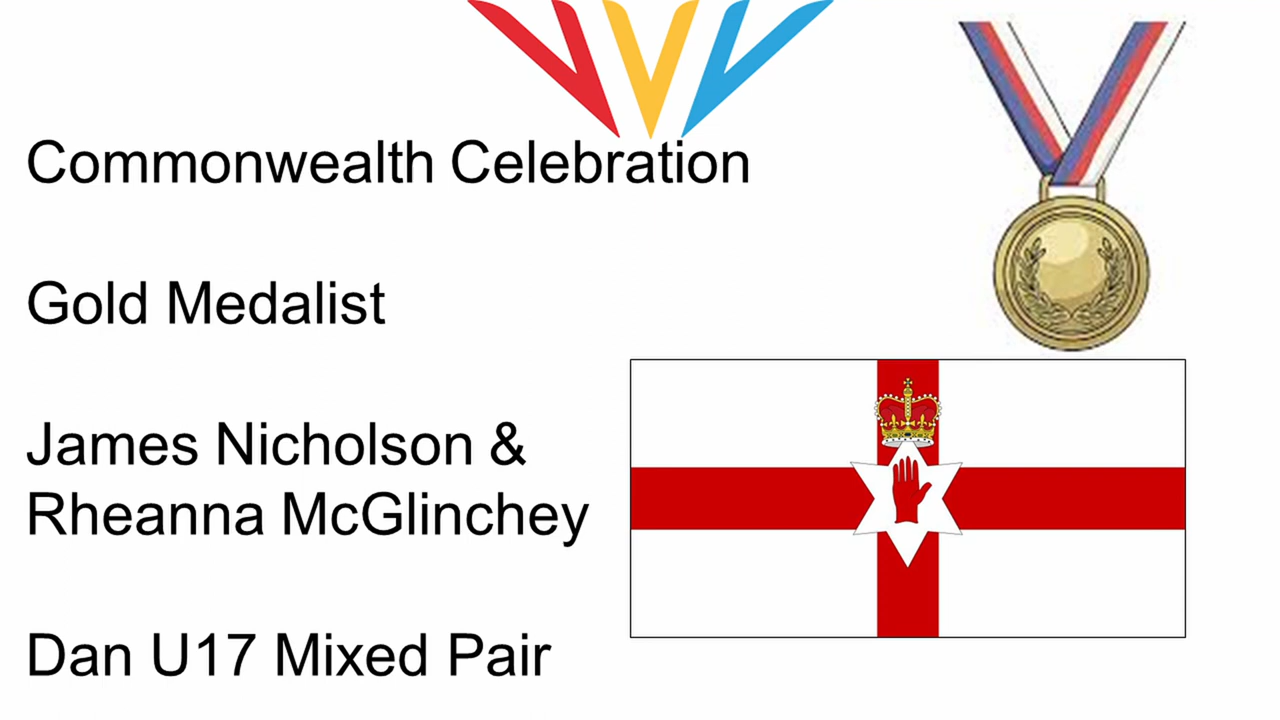 Commonwealth Celebration
Gold Medalist
James Nicholson &
Rheanna McGlinchey
Dan U17 Mixed Pair